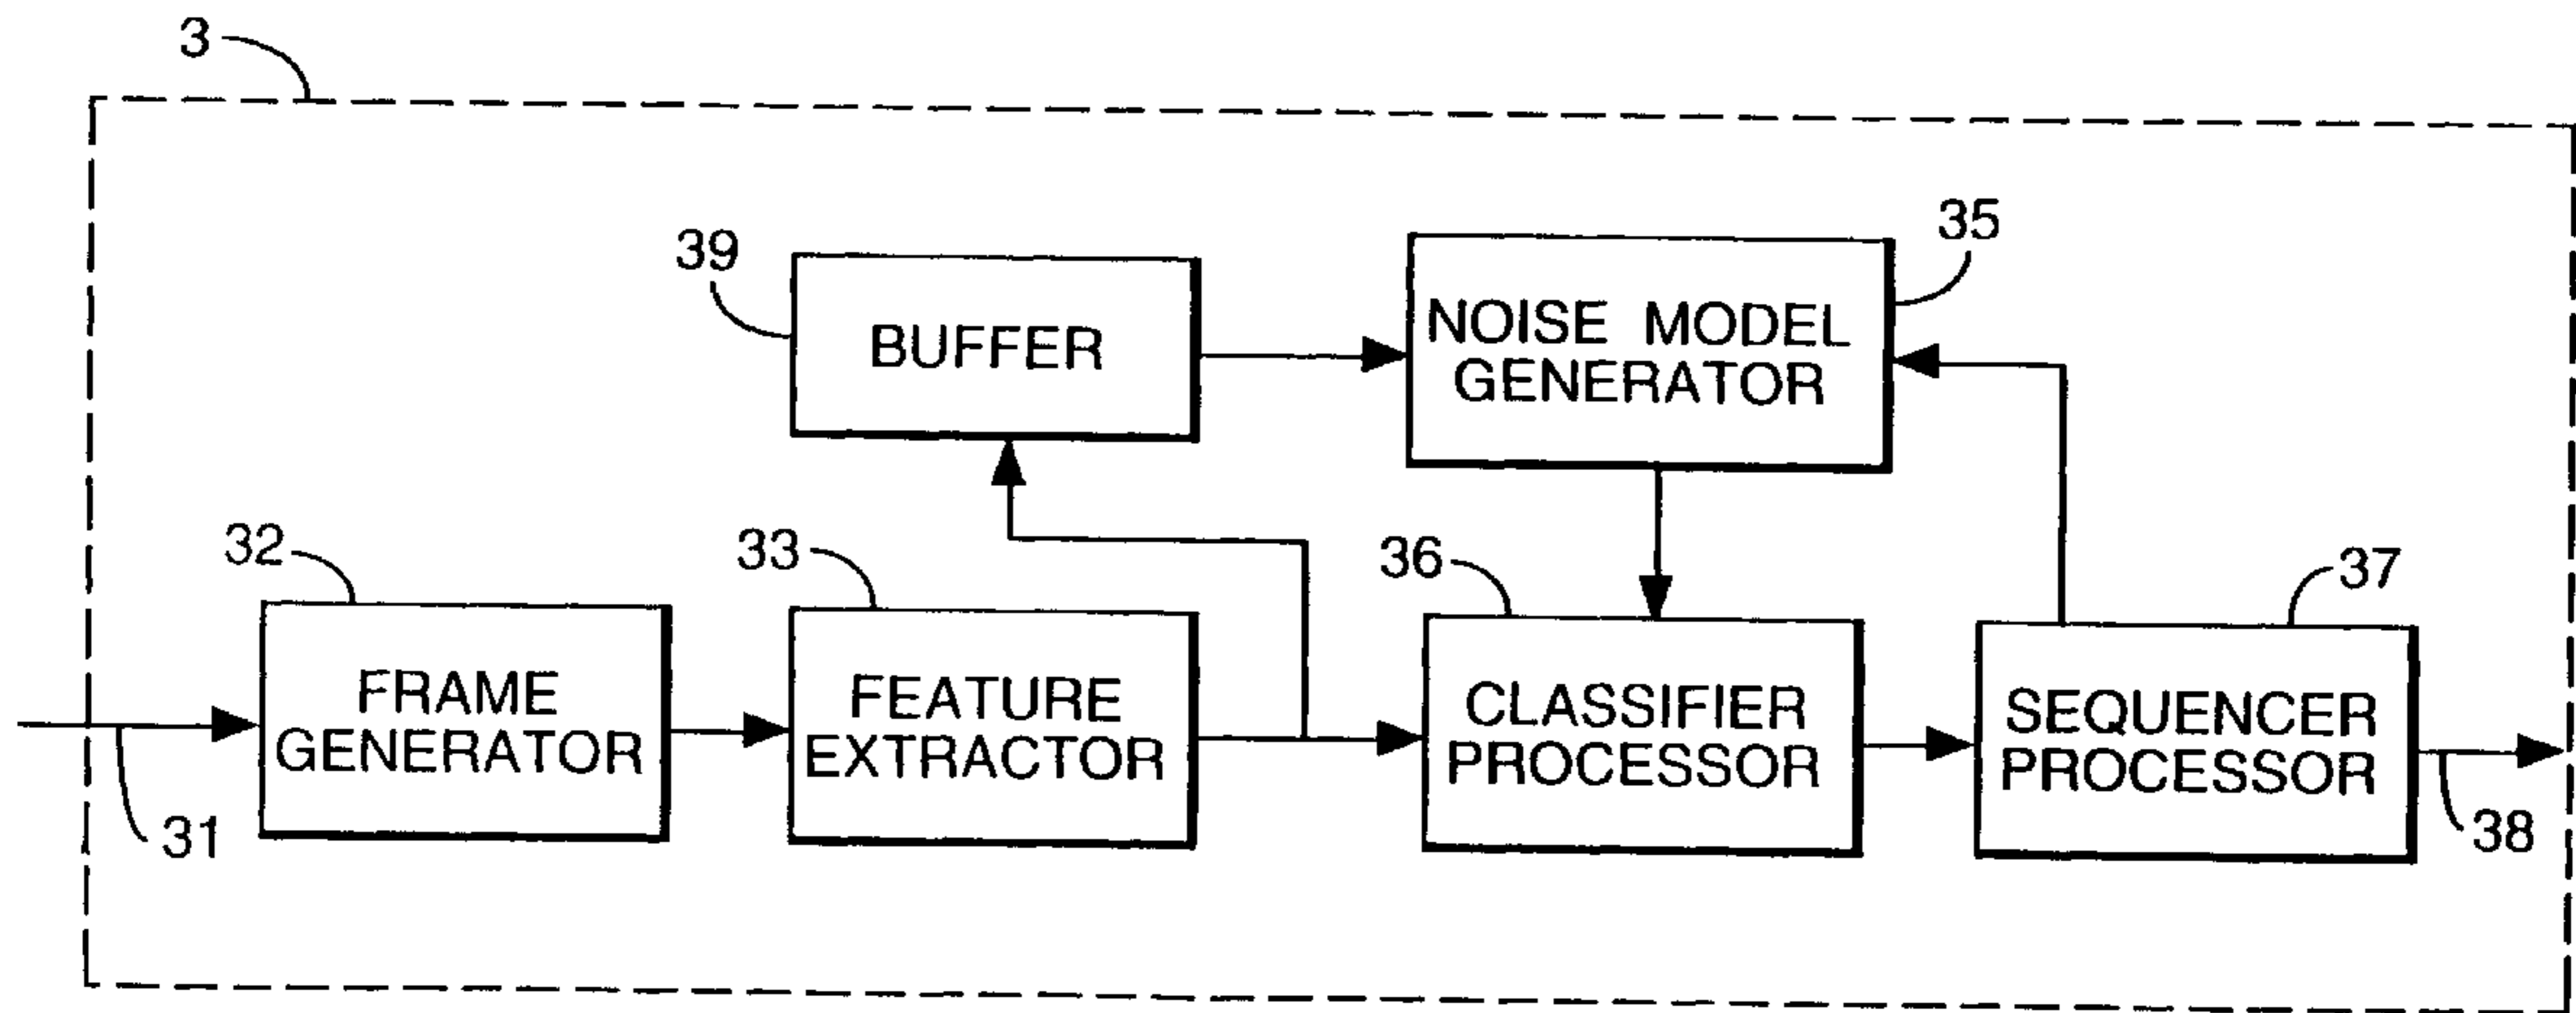 3
39
BUFFER
35
NOISE MODEL
GENERATOR
32
FRAME
GENERATOR
31
33
FEATURE
EXTRACTOR
36
CLASSIFIER
PROCESSOR
37
SEQUENCER
PROCESSOR
38